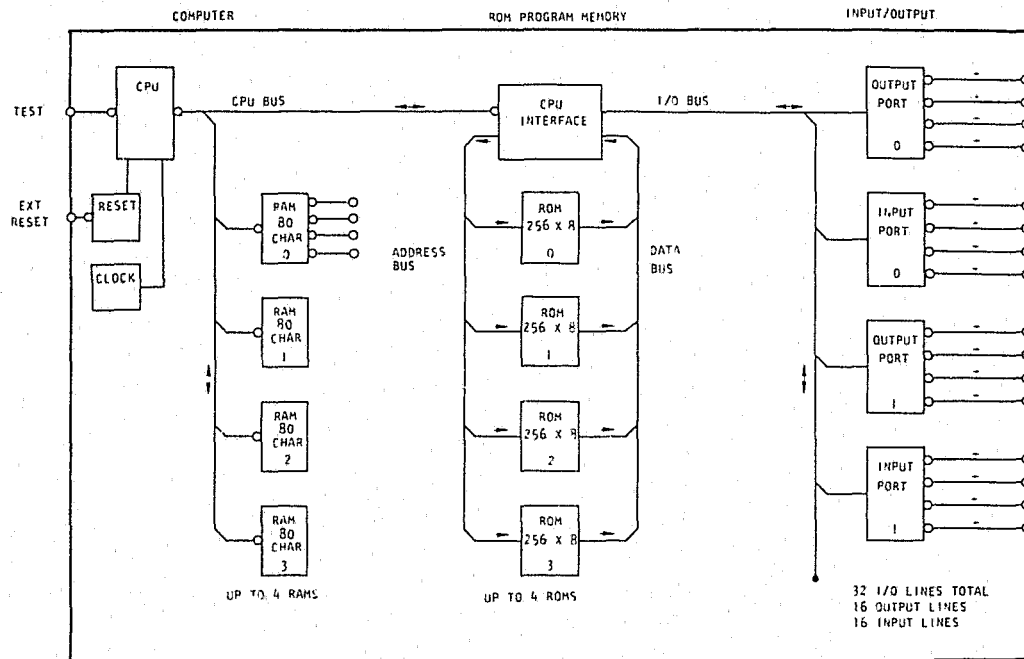 COMPUTER
ROM PROGRAM MEMORY
INPUT/OUTPUT
TEST
CPU
CPU BUS
CPU
INTERFACE
I/O BUS
OUTPUT
PORT
0
EXT
RESET
RESET
CLOCK
RAM
80
CHAR
0
ADDRESS
BUS
ROM
256 X 8
0
DATA
BUS
INPUT
PORT
0
RAM
80
CHAR
1
ROM
256 X 8
1
OUTPUT
PORT
1
RAM
80
CHAR
2
ROM
256 X 8
2
INPUT
PORT
1
RAM
80
CHAR
3
ROM
256 X 8
3
UP TO 4 RAMS
UP TO 4 ROMS
32 I/O LINES TOTAL
16 OUTPUT LINES
16 INPUT LINES